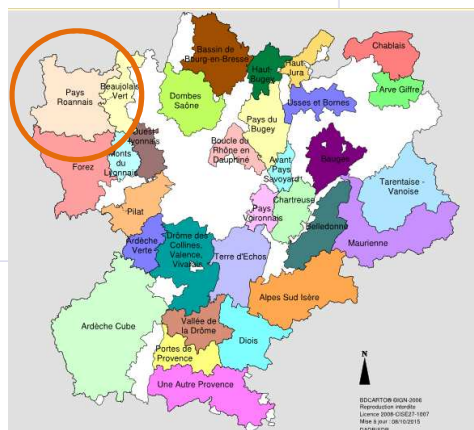 Bassin de
Bourg-en-Bresse
Haut-
Bugey
Haut-
Jura
Chablais
Pays
Roannais
Beaujolais
Vert
Dombes
Saône
Usses et Bornes
Arve Giffre
Pays du
Bugey
Ouest
lyonnais
Forez
Monts
du
Lyonnais
Boucle du
Rhône en
Dauphiné
Avant
Pays
Savoyard
Bauges
Tarentaise -
Vanoise
Pilat
Pays
Voironnais
Chartreuse
Belledonne
Maurienne
Ardèche
Verte
Drôme des
Collines,
Valence,
Vivarais
Terre d'Echos
Alpes Sud Isère
Ardèche Cube
Vallée de
la Drôme
Diois
Portes de
Provence
Une Autre Provence
N
BDCARTO® ©IGN-2006
Reproduction interdite
Licence 2008-CISE27-1007
Mise à jour : 08/10/2015